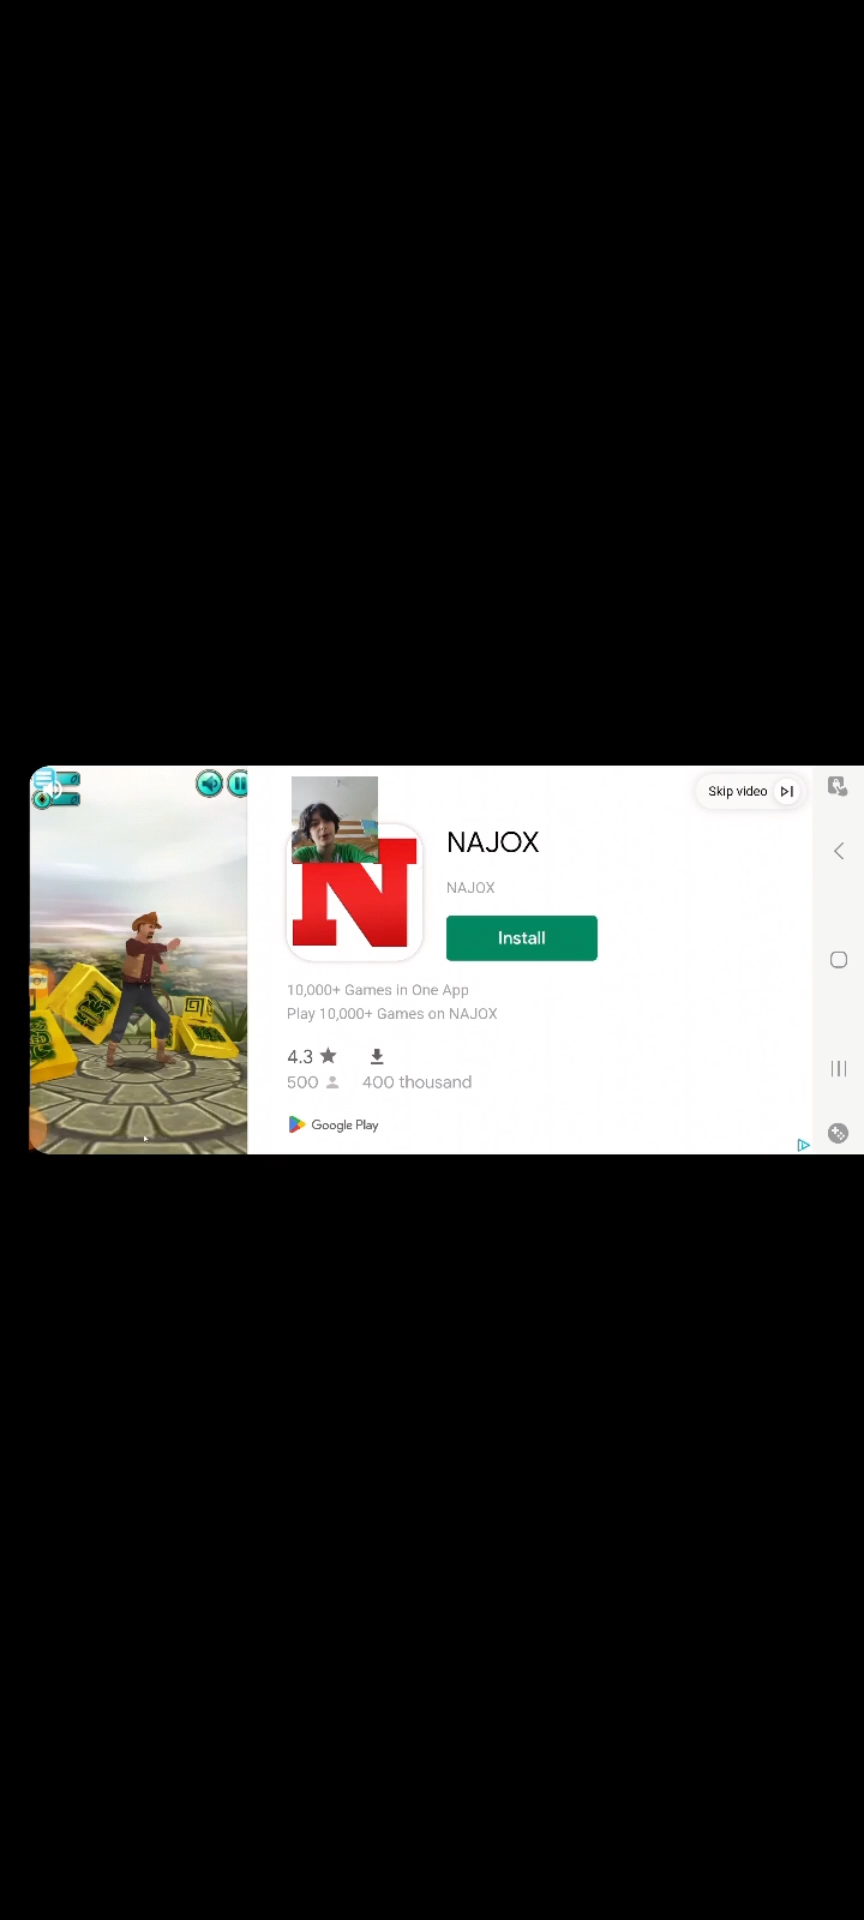 Skip video
NAJOX
NAJOX
N
Install
10,000+ Games in One App
Play 10,000+ Games on NAJOX
4.3
500
400 thousand
Google Play